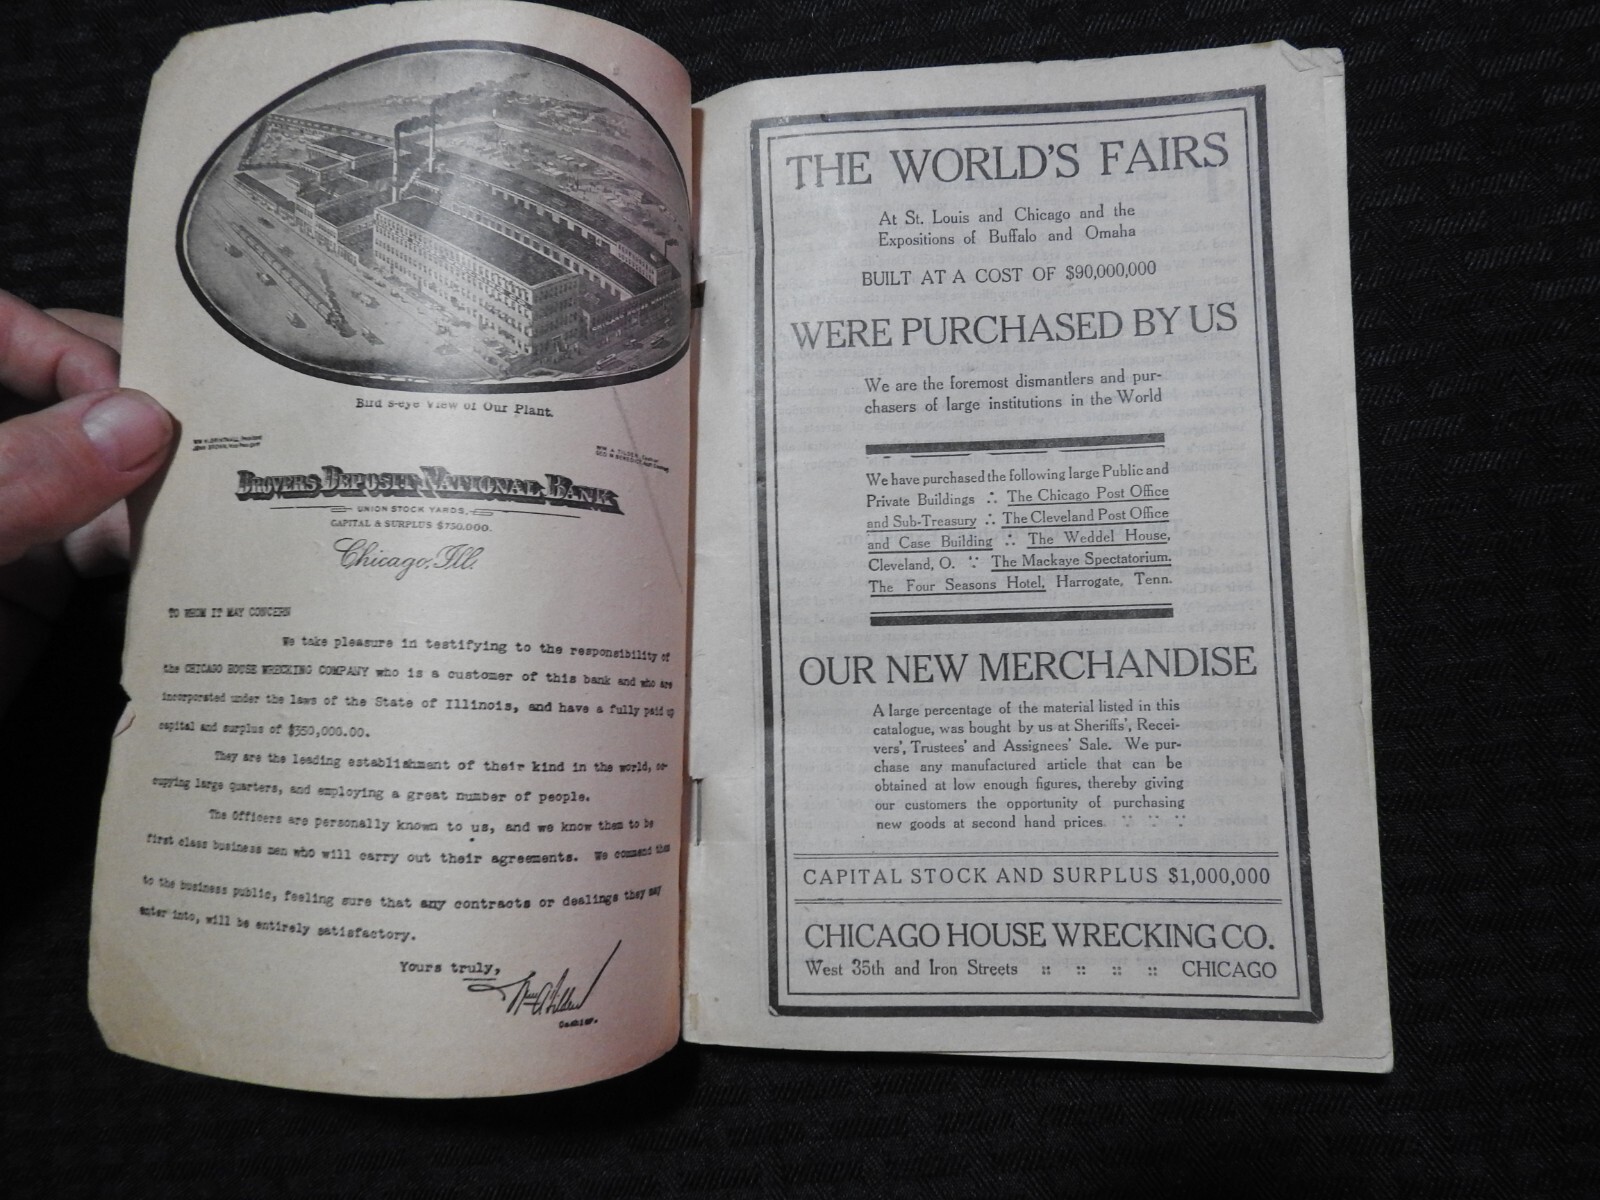 Bird's-eye View of Our Plant.
DROVERS DEPOSIT NATIONAL BANK
UNION STOCK YARDS.
CAPITAL & SURPLUS $750.000.
Chicago, Ill.
TO WHOM IT MAY CONCERN
We take pleasure in testifying to the responsibility of
the CHICAGO HOUSE WRECKING COMPANY who is a customer of this bank and who are
incorporated under the laws of the State of Illinois, and have a fully paid up
capital and surplus of $350,000.00.
They are the leading establishment of their kind in the world, oc-
cupying large quarters, and employing a great number of people.
The Officers are personally known to us, and we know them to be
first class business men who will carry out their agreements. We commend them
to the business public, feeling sure that any contracts or dealings they may
enter into, will be entirely satisfactory.
Yours truly,
Wm A Tilden
Cashier.
THE WORLD'S FAIRS
At St. Louis and Chicago and the
Expositions of Buffalo and Omaha
BUILT AT A COST OF $90,000,000
WERE PURCHASED BY US
We are the foremost dismantlers and pur-
chasers of large institutions in the World
We have purchased the following large Public and
Private Buildings ∴ The Chicago Post Office
and Sub-Treasury ∴ The Cleveland Post Office
and Case Building ∴ The Weddel House,
Cleveland, O. ∵ The Mackaye Spectatorium.
The Four Seasons Hotel, Harrogate, Tenn.
OUR NEW MERCHANDISE
A large percentage of the material listed in this
catalogue, was bought by us at Sheriffs', Recei-
vers', Trustees' and Assignees' Sale. We pur-
chase any manufactured article that can be
obtained at low enough figures, thereby giving
our customers the opportunity of purchasing
new goods at second hand prices. ∵ ∵ ∵
CAPITAL STOCK AND SURPLUS $1,000,000
CHICAGO HOUSE WRECKING CO.
West 35th and Iron Streets :: :: :: :: CHICAGO